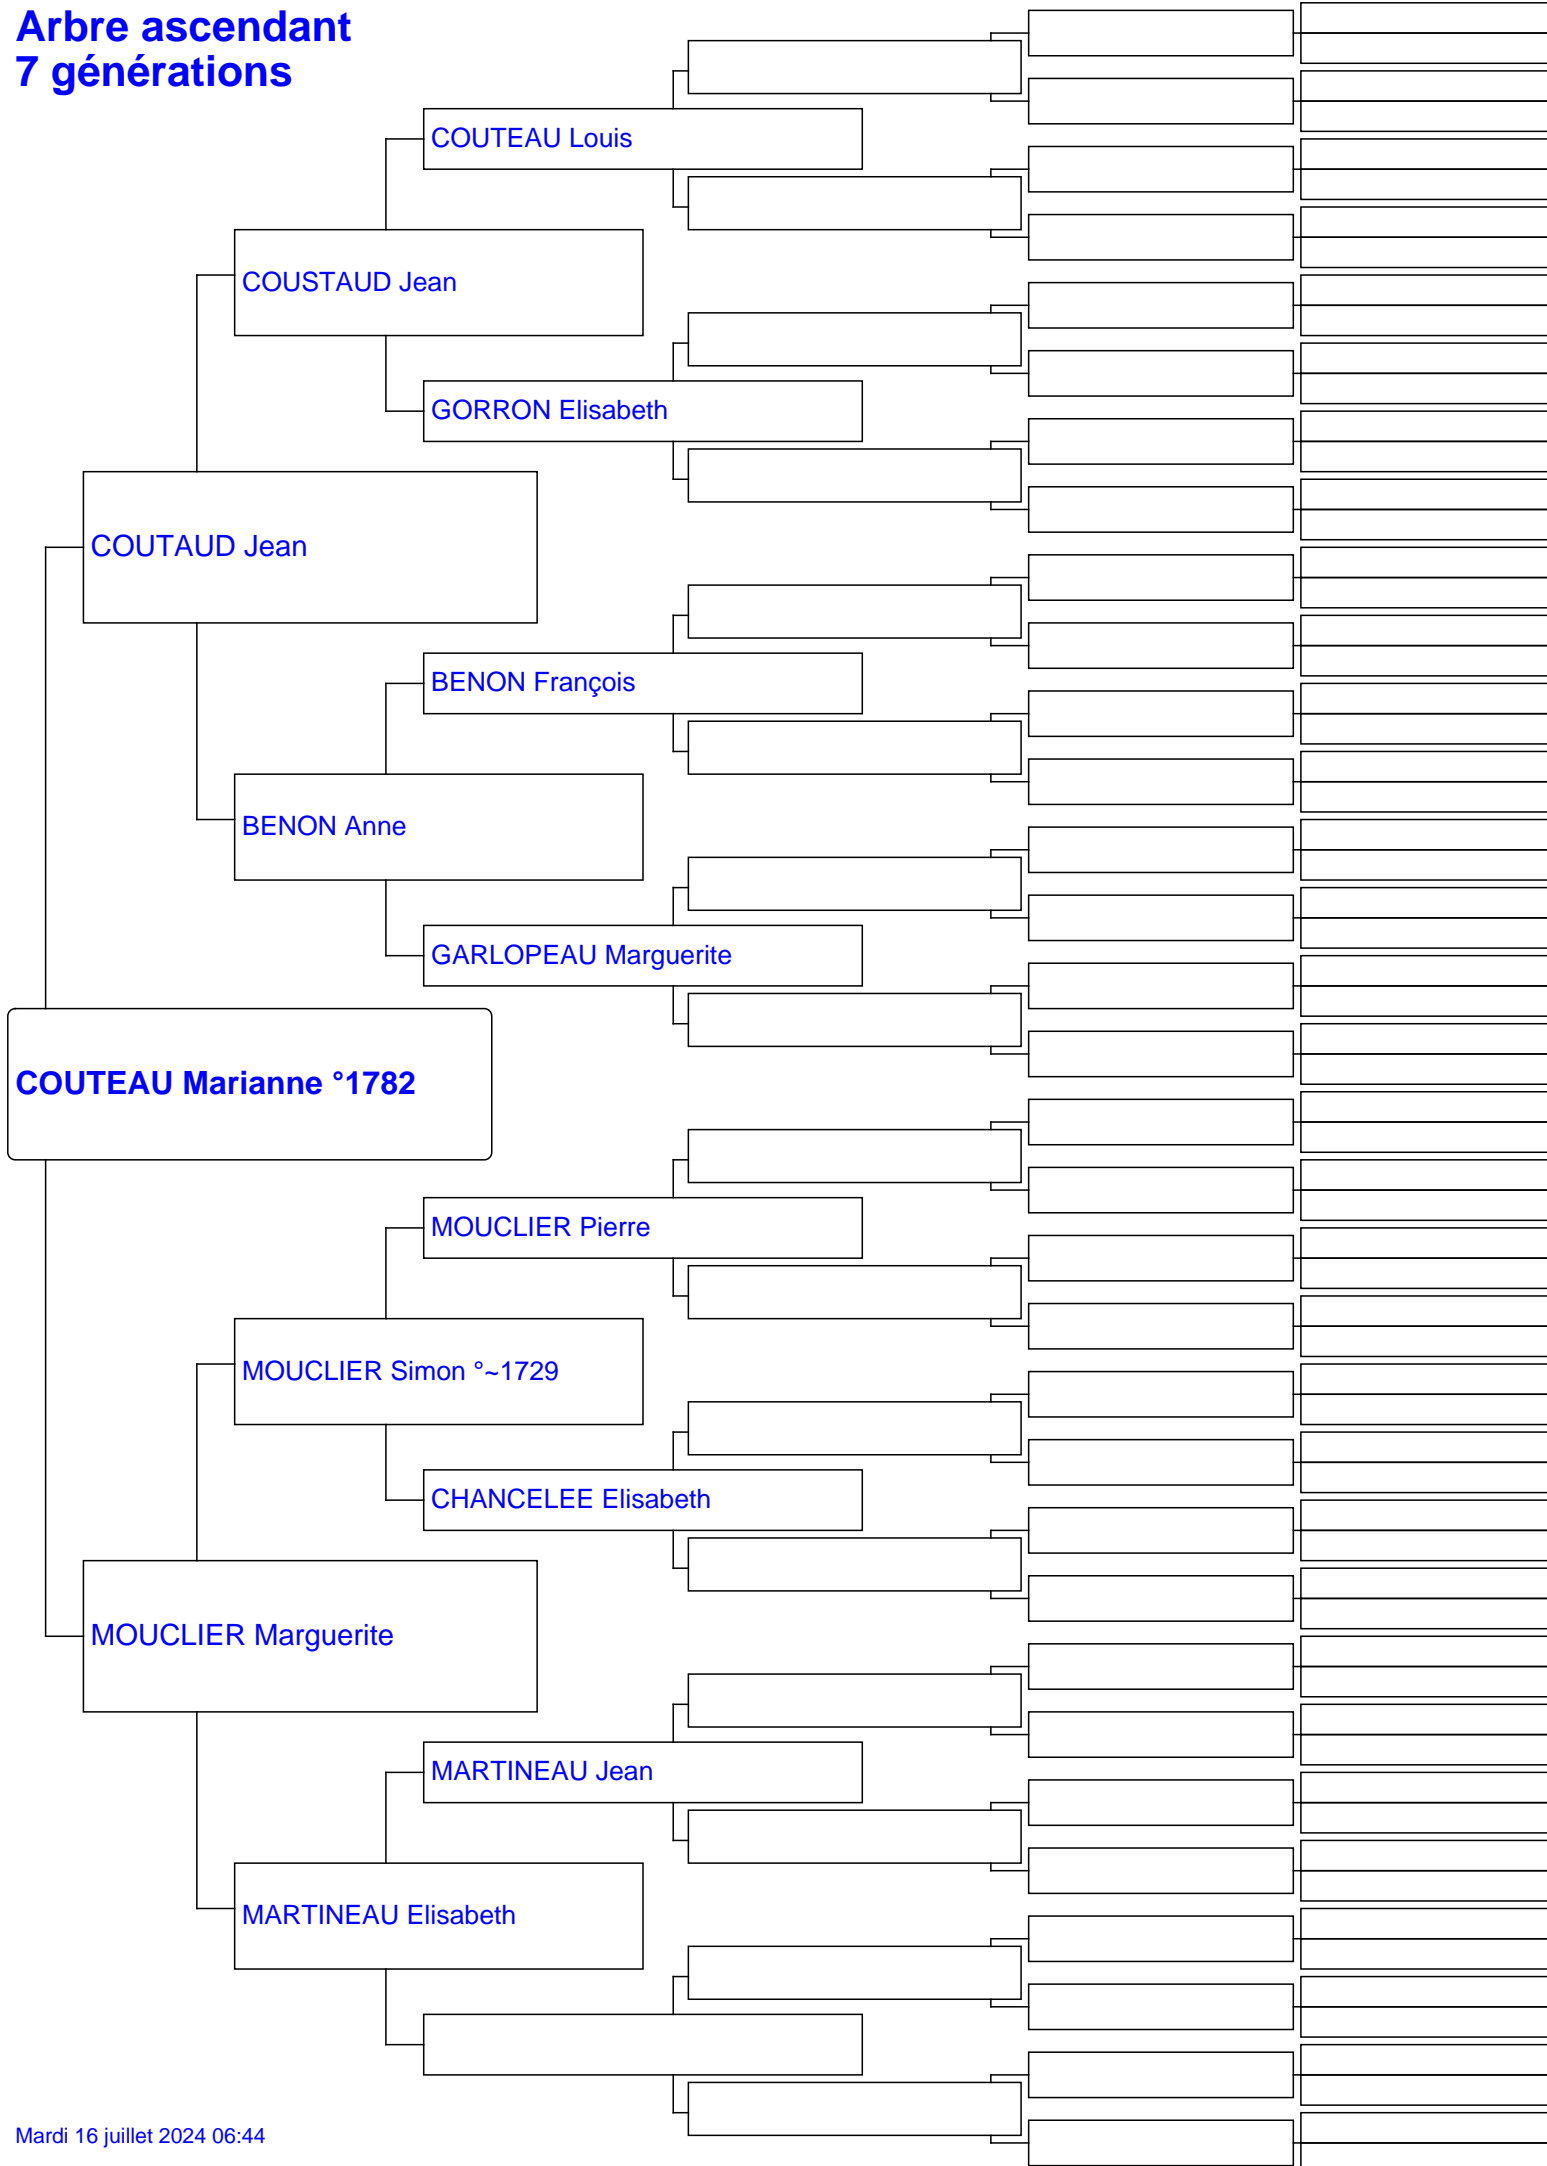 Arbre ascendant
7 générations
COUTEAU Louis
COUSTAUD Jean
GORRON Elisabeth
COUTAUD Jean
BENON François
BENON Anne
GARLOPEAU Marguerite
COUTEAU Marianne °1782
MOUCLIER Pierre
MOUCLIER Simon °~1729
CHANCELEE Elisabeth
MOUCLIER Marguerite
MARTINEAU Jean
MARTINEAU Elisabeth
Mardi 16 juillet 2024 06:44